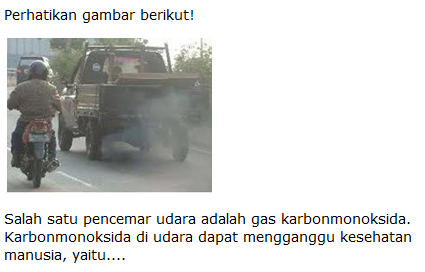 Perhatikan gambar berikut!
Salah satu pencemar udara adalah gas karbonmonoksida.
Karbonmonoksida di udara dapat mengganggu kesehatan
manusia, yaitu....